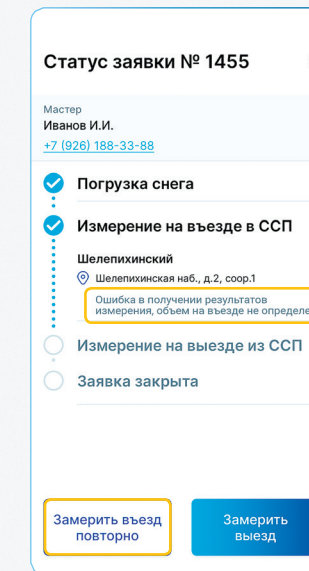 Статус заявки № 1455
Мастер
Иванов И.И.
+7 (926) 188-33-88
Погрузка снега
Измерение на въезде в ССП
Шелепихинский
Шелепихинская наб., д.2, соор.1
Ошибка в получении результатов
измерения, объем на въезде не определе
Измерение на выезде из ССП
Заявка закрыта
Замерить въезд
повторно
Замерить
выезд